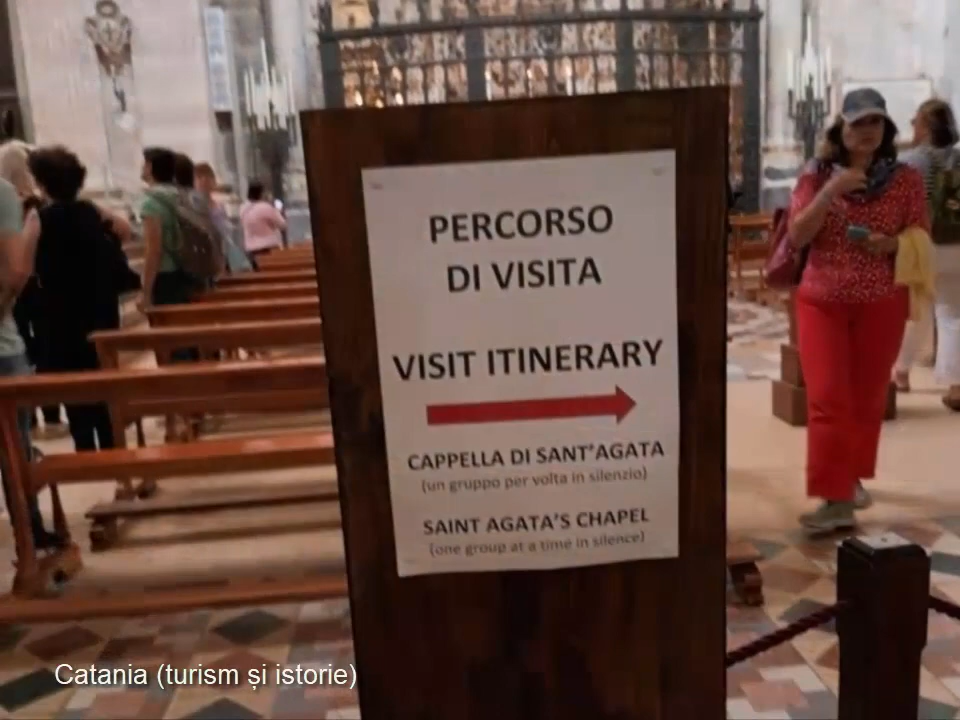 PERCORSO
DI VISITA
VISIT ITINERARY
CAPPELLA DI SANT'AGATA
(un gruppo per volta in silenzio)
SAINT AGATA'S CHAPEL
(one group at a time in silence)
Catania (turism și istorie)